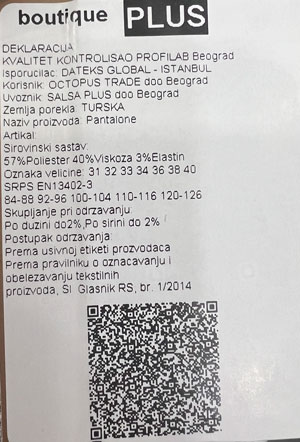 boutique PLUS
DEKLARACIJA
KVALITET KONTROLISAO PROFILAB Beograd
Isporucilac: DATEKS GLOBAL - ISTANBUL
Korisnik: OCTOPUS TRADE doo Beograd
Uvoznik: SALSA PLUS doo Beograd
Zemlja porekla: TURSKA
Naziv proizvoda: Pantalone
Artikal:
Sirovinski sastav:
57%Poliester 40%Viskoza 3%Elastin
Oznaka velicine: 31 32 33 34 36 38 40
SRPS EN13402-3
84-88 92-96 100-104 110-116 120-126
Skupljanje pri odrzavanju:
Po duzini do2%,Po sirini do 2%
Postupak odrzavanja:
Prema usivnoj etiketi prozvodaca
Prema pravilniku o oznacavanju i
obelezavanju tekstilnih
proizvoda, Sl Glasnik RS, br. 1/2014